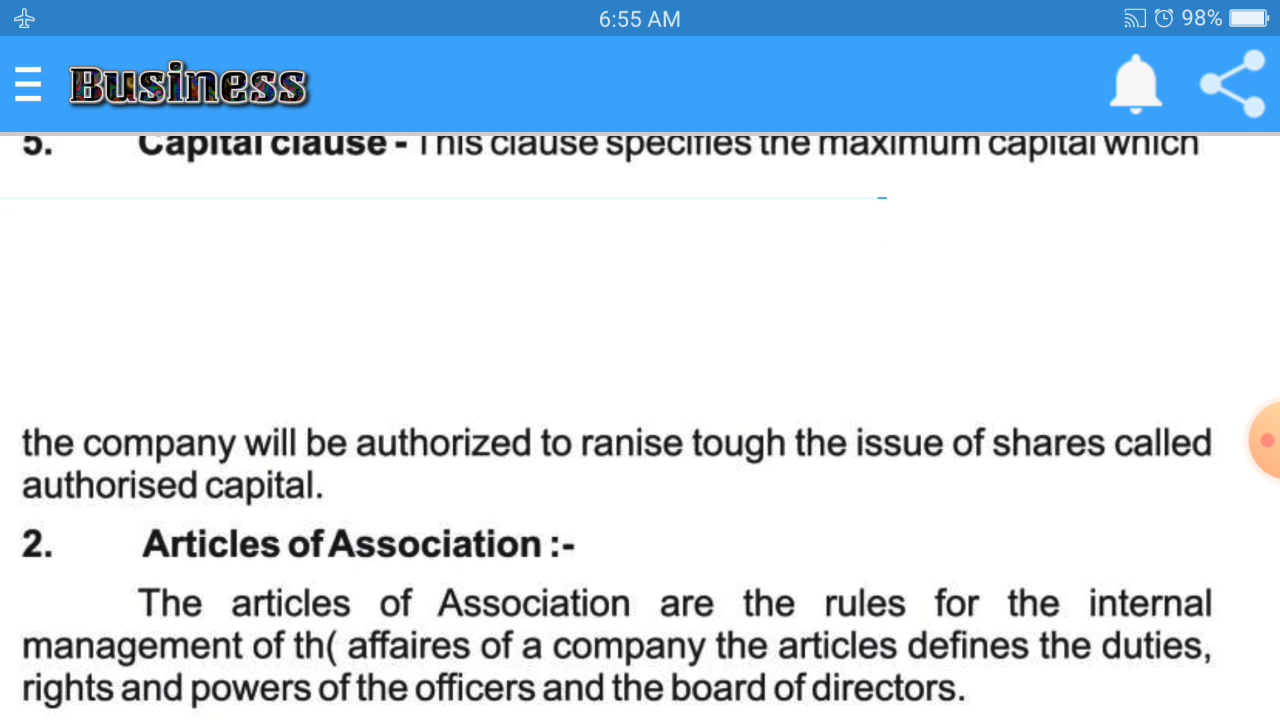 6:55 AM
98%
Business
5. Capital clause - This clause specifies the maximum capital which
the company will be authorized to ranise tough the issue of shares called
authorised capital.
2. Articles of Association :-
The articles of Association are the rules for the internal
management of th( affaires of a company the articles defines the duties,
rights and powers of the officers and the board of directors.